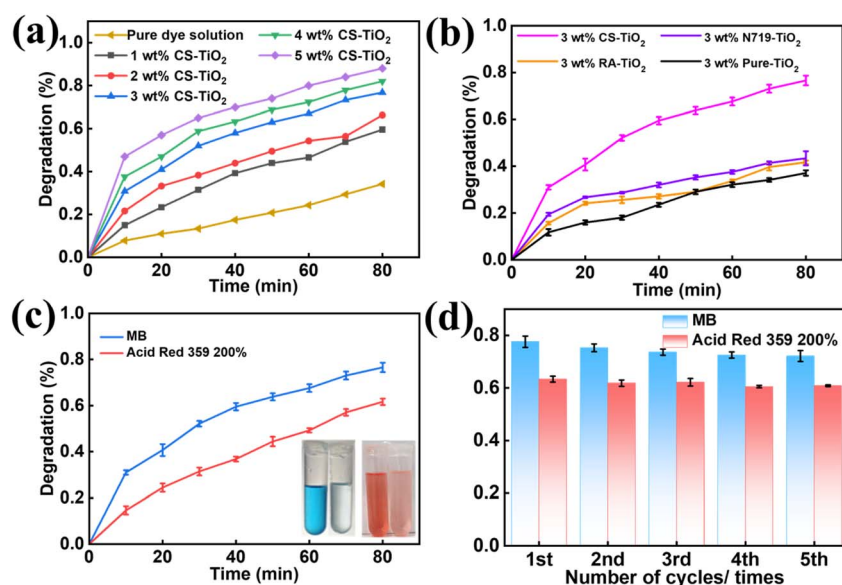 (a)
Pure dye solution
1 wt% CS-TiO₂
2 wt% CS-TiO₂
3 wt% CS-TiO₂
4 wt% CS-TiO₂
5 wt% CS-TiO₂
Degradation (%)
1.0
0.8
0.6
0.4
0.2
0.0
0 20 40 60 80
Time (min)
(b)
3 wt% CS-TiO₂
3 wt% RA-TiO₂
3 wt% N719-TiO₂
3 wt% Pure-TiO₂
Degradation (%)
1.0
0.8
0.6
0.4
0.2
0.0
0 20 40 60 80
Time (min)
(c)
MB
Acid Red 359 200%
Degradation (%)
1.0
0.8
0.6
0.4
0.2
0.0
0 20 40 60 80
Time (min)
(d)
MB
Acid Red 359 200%
Degradation (%)
0.8
0.6
0.4
0.2
0.0
1st 2nd 3rd 4th 5th
Number of cycles/ times